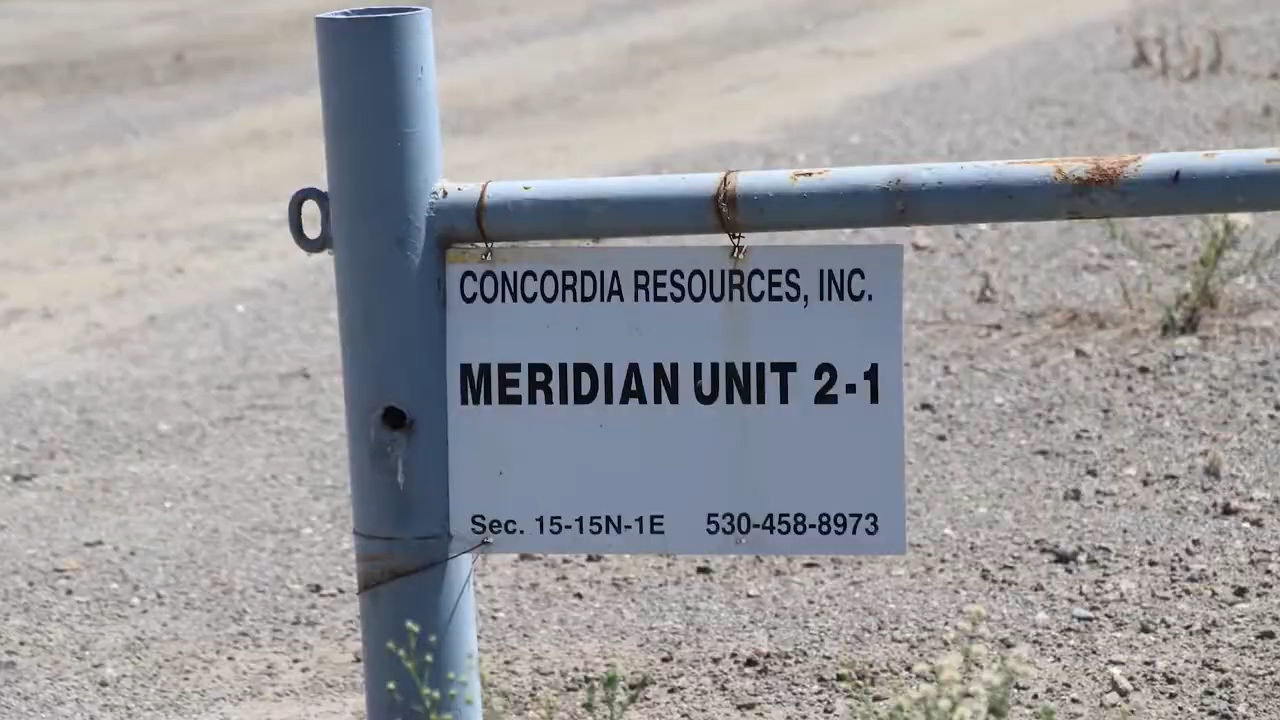 CONCORDIA RESOURCES, INC.
MERIDIAN UNIT 2-1
Sec. 15-15N-1E 530-458-8973